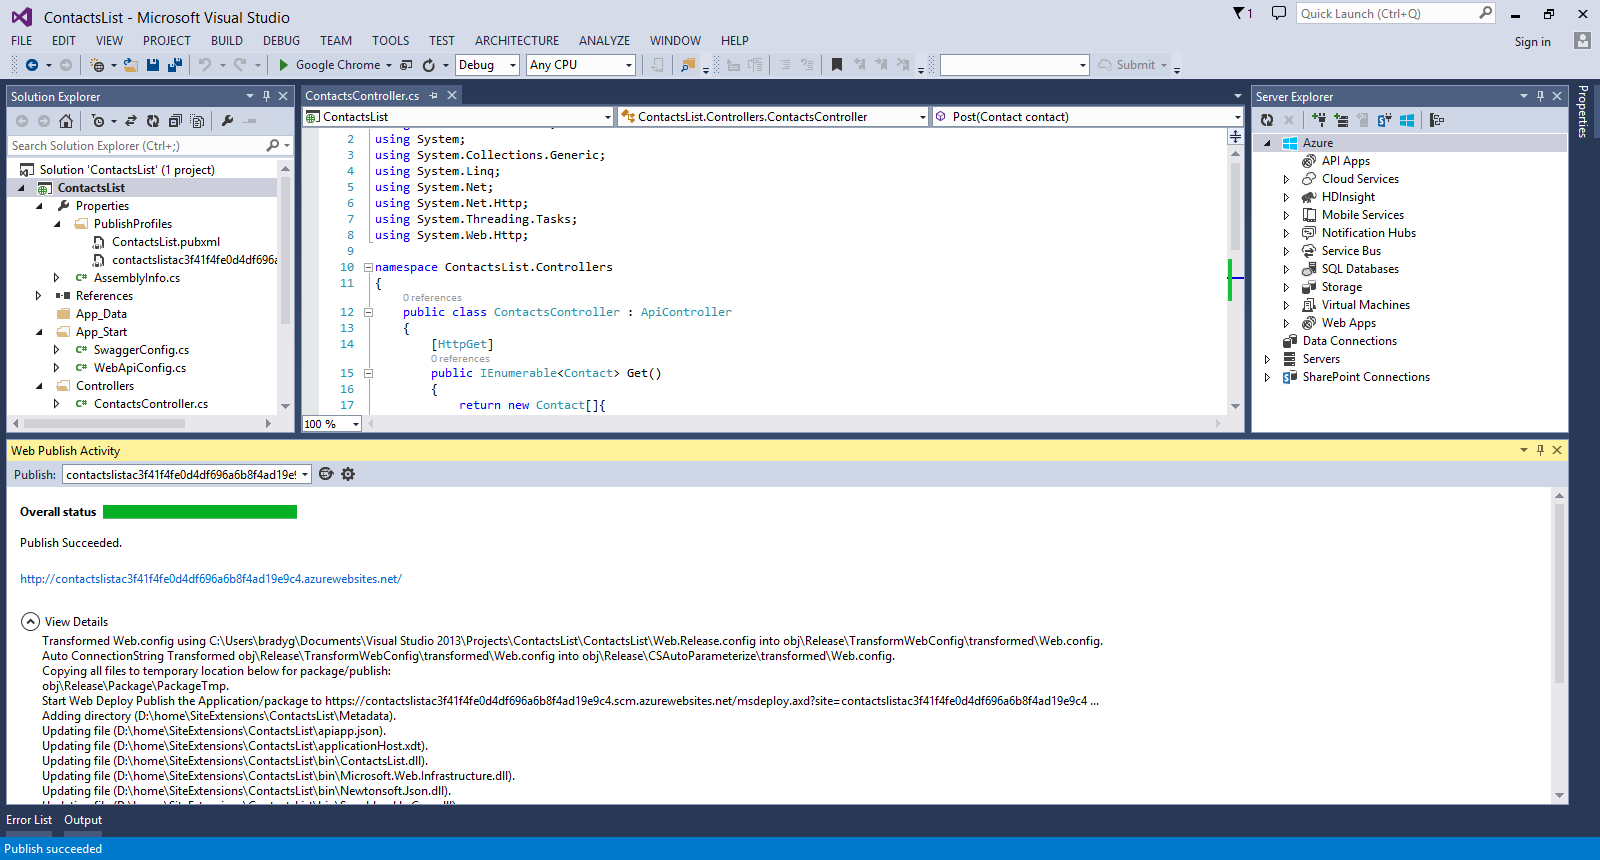 ContactsList - Microsoft Visual Studio
1
Quick Launch (Ctrl+Q)
FILE EDIT VIEW PROJECT BUILD DEBUG TEAM TOOLS TEST ARCHITECTURE ANALYZE WINDOW HELP
Sign in
Google Chrome Debug Any CPU Submit
Solution Explorer
Search Solution Explorer (Ctrl+;)
Solution 'ContactsList' (1 project)
ContactsList
Properties
PublishProfiles
ContactsList.pubxml
contactslistac3f41f4fe0d4df696a
C# AssemblyInfo.cs
References
App_Data
App_Start
C# SwaggerConfig.cs
C# WebApiConfig.cs
Controllers
C# ContactsController.cs
ContactsController.cs
ContactsList
ContactsList.Controllers.ContactsController
Post(Contact contact)
2 using System;
3 using System.Collections.Generic;
4 using System.Linq;
5 using System.Net;
6 using System.Net.Http;
7 using System.Threading.Tasks;
8 using System.Web.Http;
9
10 namespace ContactsList.Controllers
11 {
0 references
12 public class ContactsController : ApiController
13 {
14 [HttpGet]
0 references
15 public IEnumerable<Contact> Get()
16 {
17 return new Contact[]{
100 %
Server Explorer
Azure
API Apps
Cloud Services
HDInsight
Mobile Services
Notification Hubs
Service Bus
SQL Databases
Storage
Virtual Machines
Web Apps
Data Connections
Servers
SharePoint Connections
Properties
Web Publish Activity
Publish: contactslistac3f41f4fe0d4df696a6b8f4ad19e9
Overall status
Publish Succeeded.
http://contactslistac3f41f4fe0d4df696a6b8f4ad19e9c4.azurewebsites.net/
View Details
Transformed Web.config using C:\Users\bradyg\Documents\Visual Studio 2013\Projects\ContactsList\ContactsList\Web.Release.config into obj\Release\TransformWebConfig\transformed\Web.config.
Auto ConnectionString Transformed obj\Release\TransformWebConfig\transformed\Web.config into obj\Release\CSAutoParameterize\transformed\Web.config.
Copying all files to temporary location below for package/publish:
obj\Release\Package\PackageTmp.
Start Web Deploy Publish the Application/package to https://contactslistac3f41f4fe0d4df696a6b8f4ad19e9c4.scm.azurewebsites.net/msdeploy.axd?site=contactslistac3f41f4fe0d4df696a6b8f4ad19e9c4 ...
Adding directory (D:\home\SiteExtensions\ContactsList\Metadata).
Updating file (D:\home\SiteExtensions\ContactsList\apiapp.json).
Updating file (D:\home\SiteExtensions\ContactsList\applicationHost.xdt).
Updating file (D:\home\SiteExtensions\ContactsList\bin\ContactsList.dll).
Updating file (D:\home\SiteExtensions\ContactsList\bin\Microsoft.Web.Infrastructure.dll).
Updating file (D:\home\SiteExtensions\ContactsList\bin\Newtonsoft.Json.dll).
Error List Output
Publish succeeded